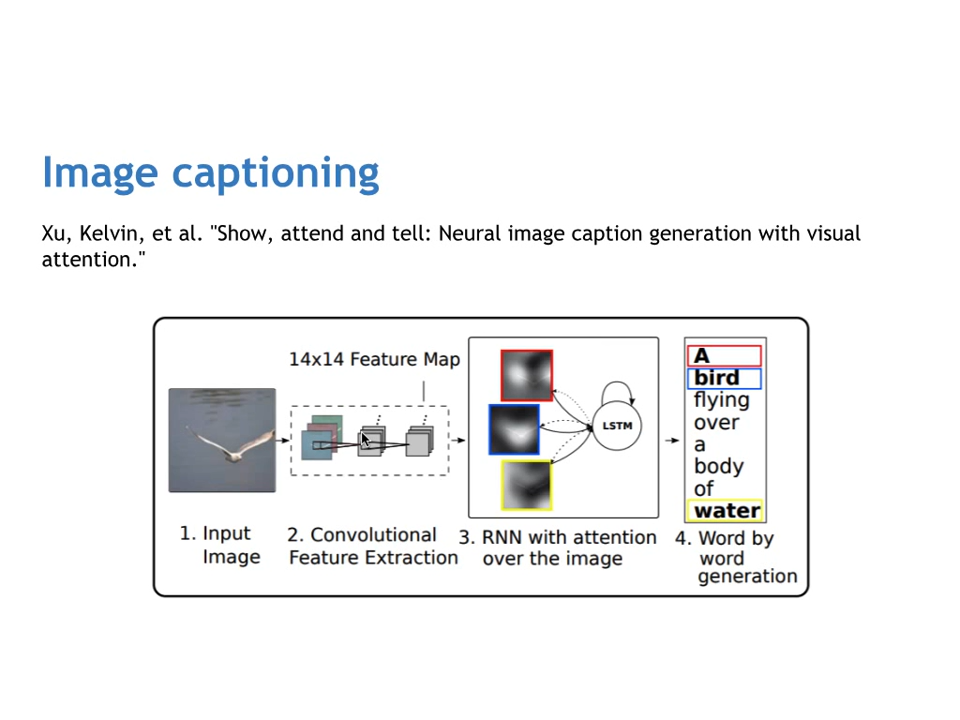 Image captioning
Xu, Kelvin, et al. "Show, attend and tell: Neural image caption generation with visual
attention."
14x14 Feature Map
LSTM
A
bird
flying
over
a
body
of
water
1. Input
Image
2. Convolutional
Feature Extraction
3. RNN with attention
over the image
4. Word by
word
generation